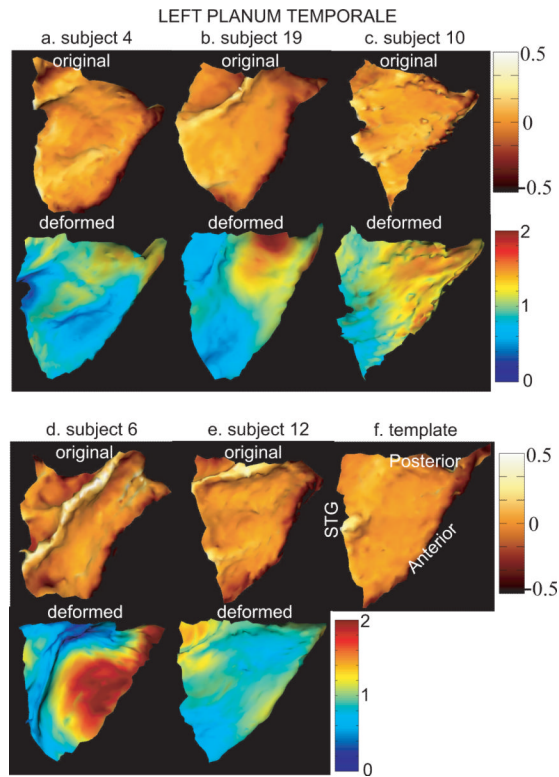 LEFT PLANUM TEMPORALE
a. subject 4 b. subject 19 c. subject 10
original original original
0.5
0
-0.5
deformed deformed deformed
2
1
0
d. subject 6 e. subject 12 f. template
original original
Posterior
STG
Anterior
0.5
0
-0.5
deformed deformed
2
1
0